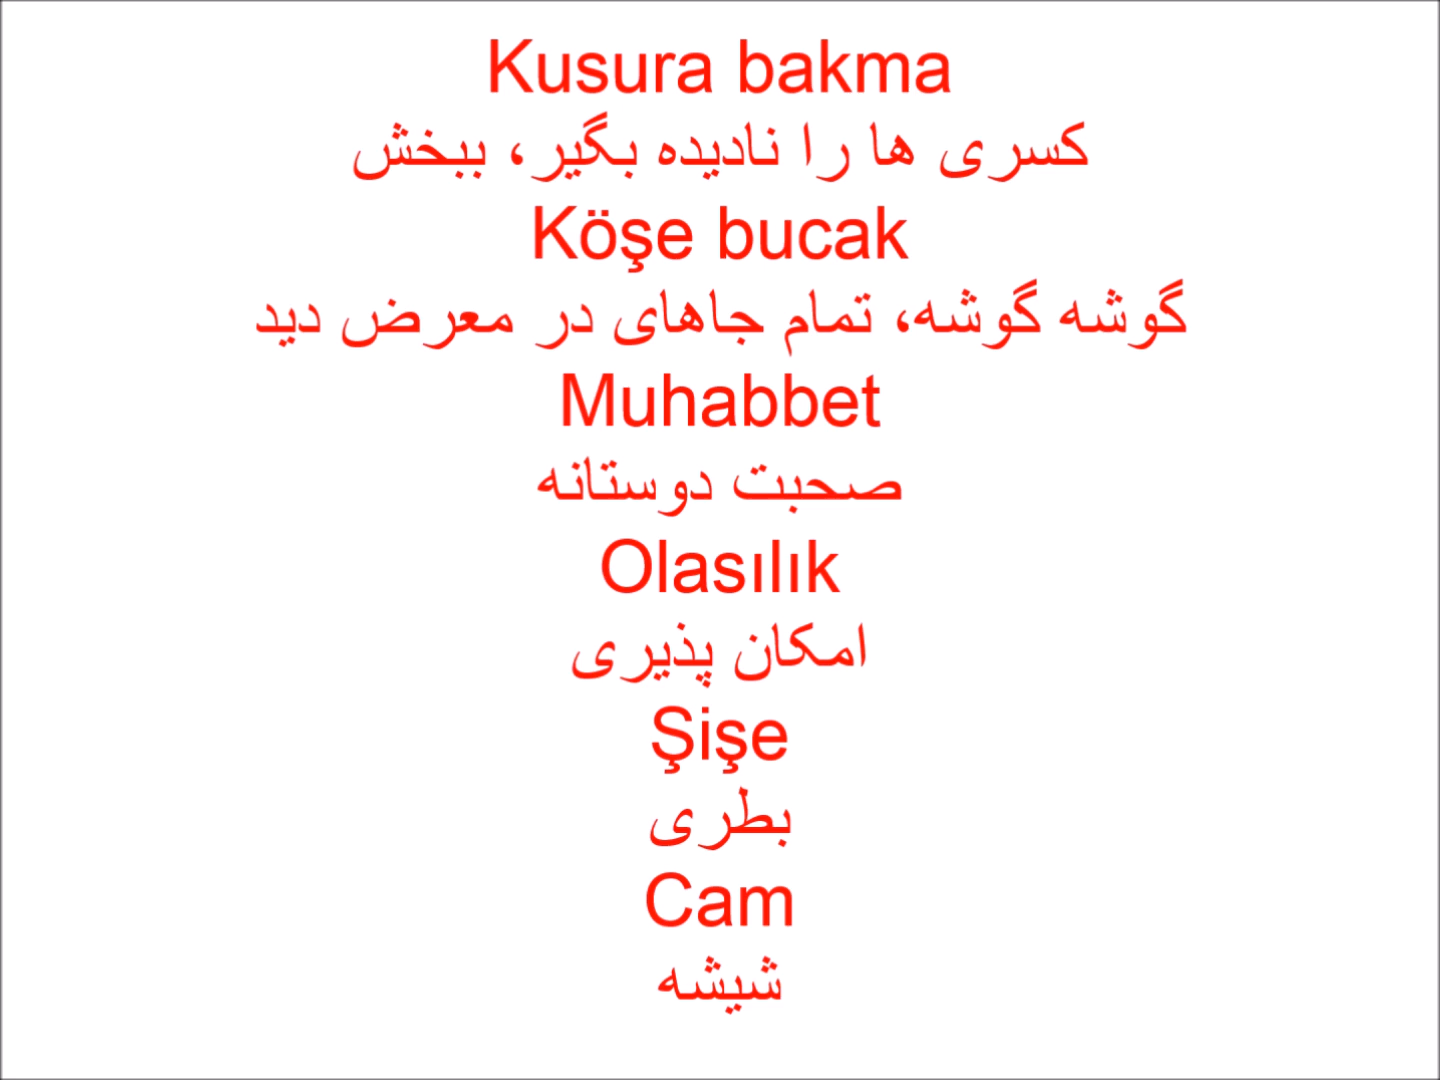 Kusura bakma
کسری ها را نادیده بگیر، ببخش
Köşe bucak
گوشه گوشه، تمام جاهای در معرض دید
Muhabbet
صحبت دوستانه
Olasılık
امکان پذیری
Şişe
بطری
Cam
شیشه